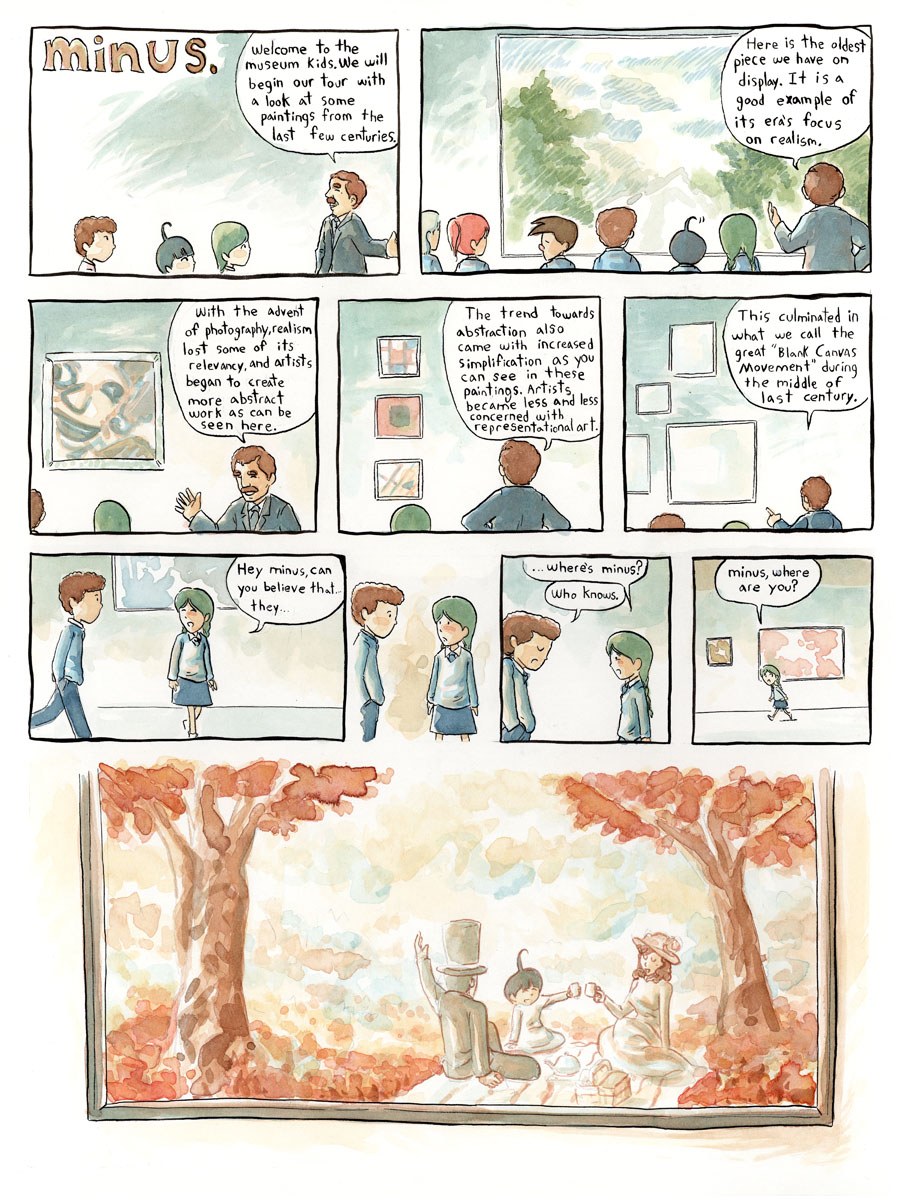 minus.
Welcome to the
museum kids. We will
begin our tour with
a look at some
paintings from the
last few centuries.
Here is the oldest
piece we have on
display. It is a
good example of
its era's focus
on realism.
With the advent
of photography, realism
lost some of its
relevancy, and artists
began to create
more abstract
work as can be
seen here.
The trend towards
abstraction also
came with increased
simplification as you
can see in these
paintings. Artists
became less and less
concerned with
representational art.
This culminated in
what we call the
great "Blank Canvas
Movement" during
the middle of
last century.
Hey minus, can
you believe that...
they...
...where's minus?
Who knows.
minus, where
are you?